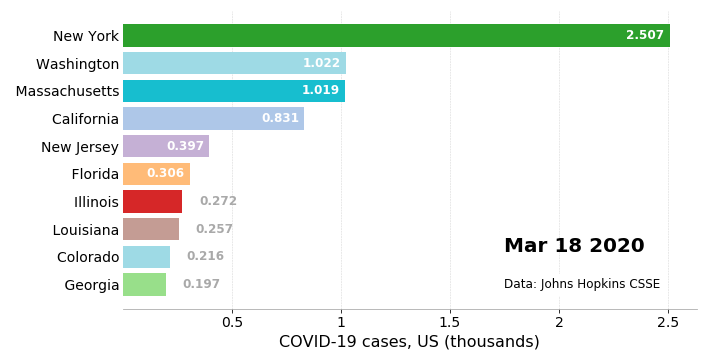 New York 2.507
Washington 1.022
Massachusetts 1.019
California 0.831
New Jersey 0.397
Florida 0.306
Illinois 0.272
Louisiana 0.257
Colorado 0.216
Georgia 0.197
Mar 18 2020
Data: Johns Hopkins CSSE
0.5 1 1.5 2 2.5
COVID-19 cases, US (thousands)